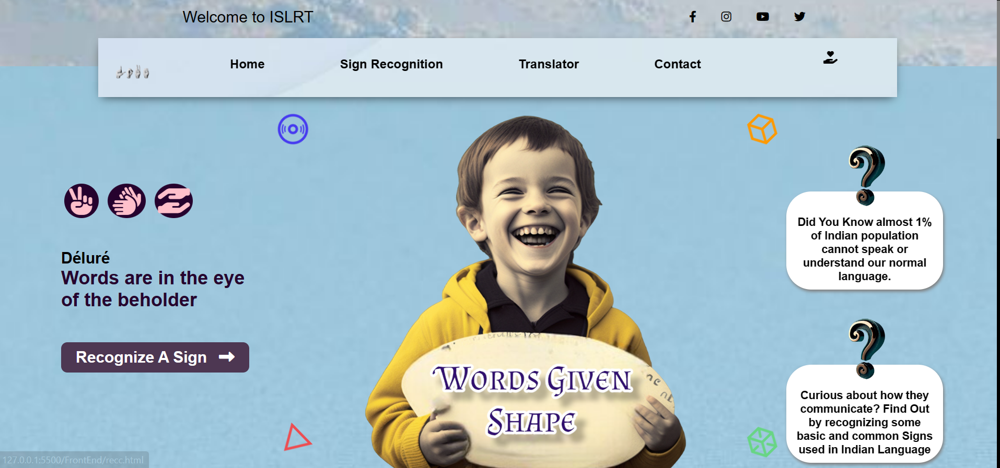 Welcome to ISLRT
Home
Sign Recognition
Translator
Contact
Déluré
Words are in the eye
of the beholder
Recognize A Sign
Words Given
Shape
Did You Know almost 1%
of Indian population
cannot speak or
understand our normal
language.
Curious about how they
communicate? Find Out
by recognizing some
basic and common Signs
used in Indian Language
127.0.0.1:5500/FrontEnd/recc.html